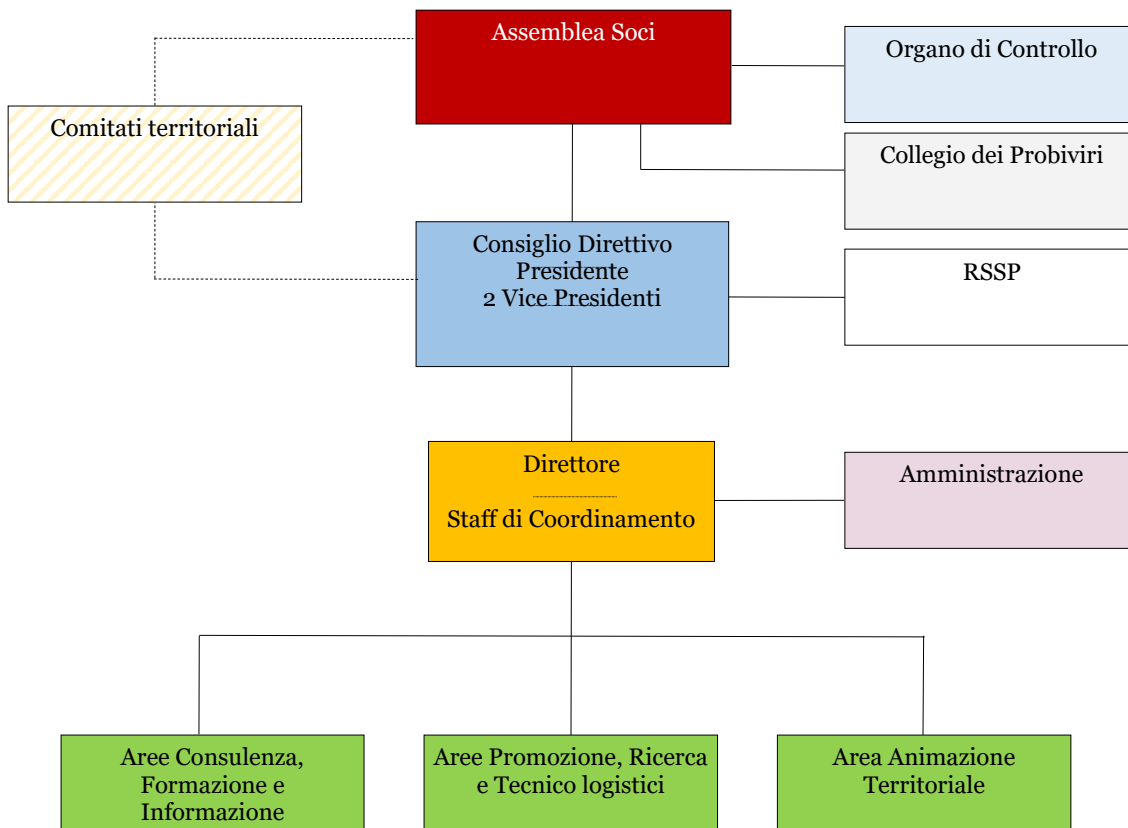 Assemblea Soci
Organo di Controllo
Comitati territoriali
Collegio dei Probiviri
Consiglio Direttivo
Presidente
2 Vice Presidenti
RSSP
Direttore
Staff di Coordinamento
Amministrazione
Aree Consulenza,
Formazione e
Informazione
Aree Promozione, Ricerca
e Tecnico logistici
Area Animazione
Territoriale